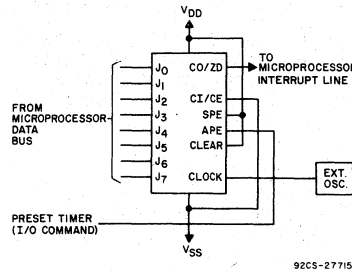 VDD
J0
J1
J2
J3
J4
J5
J6
J7
CO/ZD
CI/CE
SPE
APE
CLEAR
CLOCK
TO
MICROPROCESSOR
INTERRUPT LINE
FROM
MICROPROCESSOR
DATA
BUS
EXT.
OSC.
PRESET TIMER
(I/O COMMAND)
VSS
92CS-27715